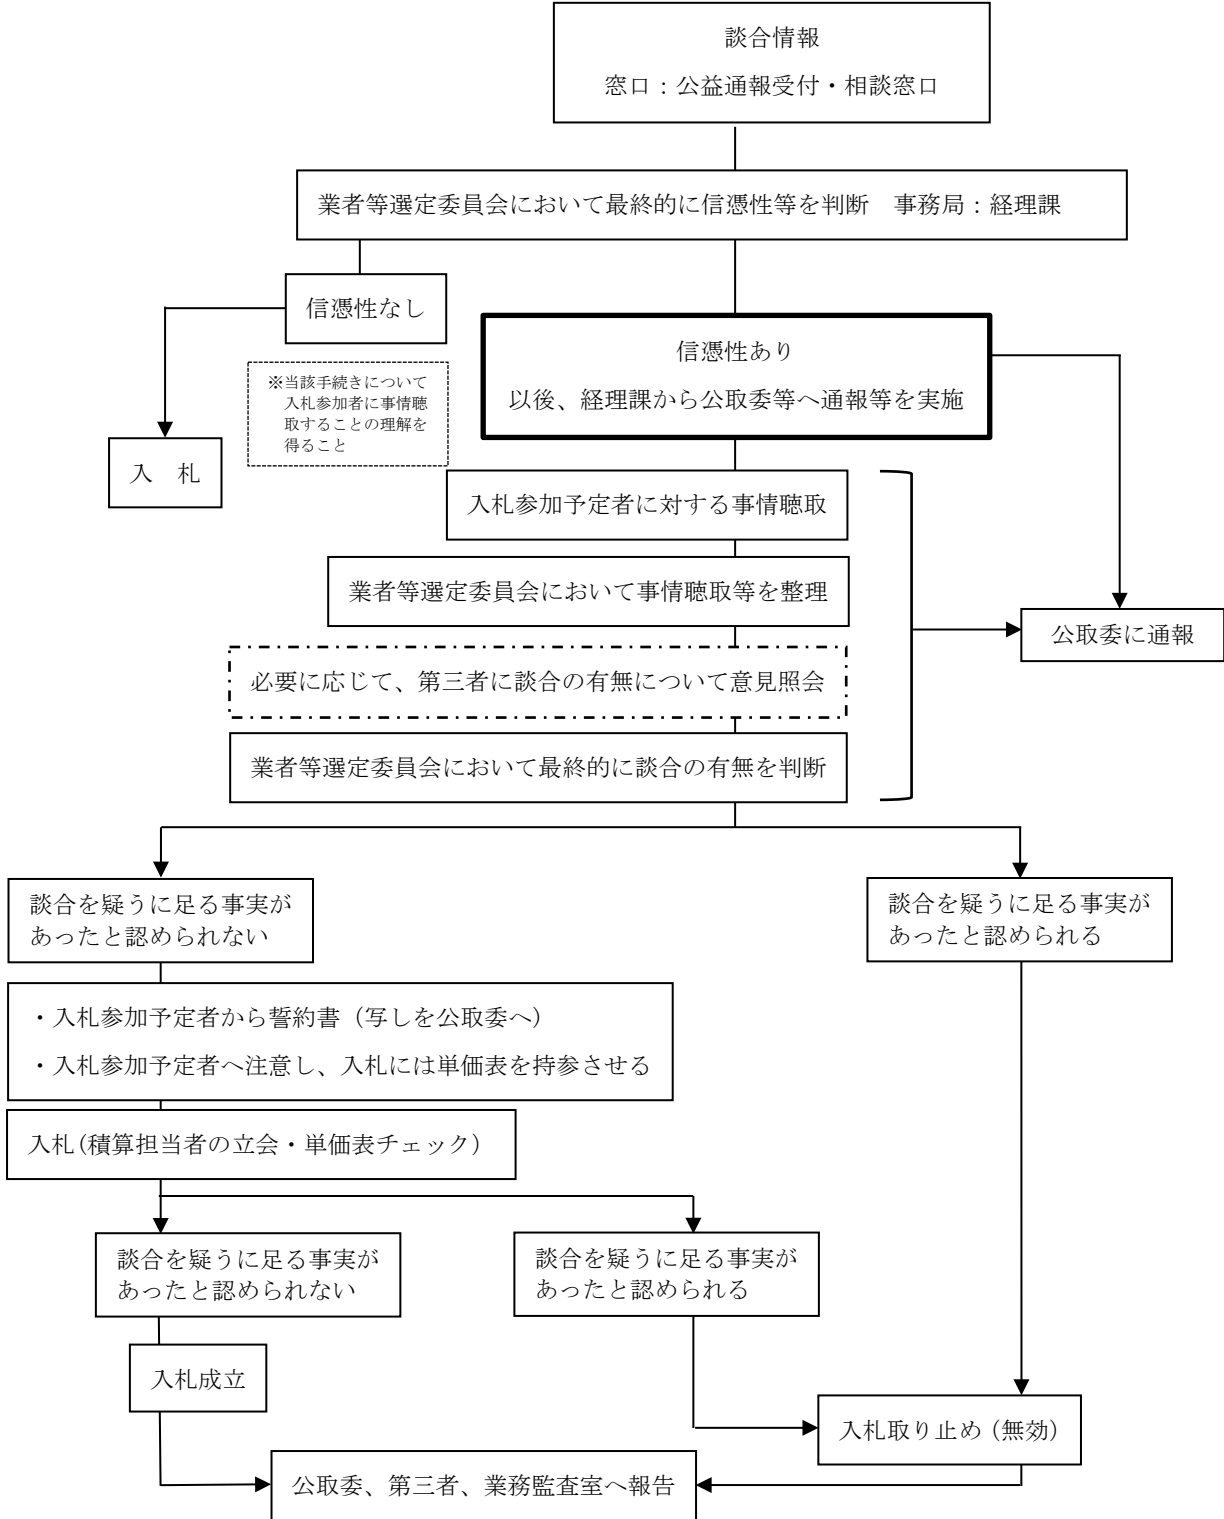 談合情報
窓口：公益通報受付・相談窓口
業者等選定委員会において最終的に信憑性等を判断　事務局：経理課
信憑性なし
信憑性あり
以後、経理課から公取委等へ通報等を実施
※当該手続きについて
入札参加者に事情聴
取することの理解を
得ること
入　札
入札参加予定者に対する事情聴取
業者等選定委員会において事情聴取等を整理
公取委に通報
必要に応じて、第三者に談合の有無について意見照会
業者等選定委員会において最終的に談合の有無を判断
談合を疑うに足る事実が
あったと認められない
談合を疑うに足る事実が
あったと認められる
・入札参加予定者から誓約書（写しを公取委へ）
・入札参加予定者へ注意し、入札には単価表を持参させる
入札（積算担当者の立会・単価表チェック）
談合を疑うに足る事実が
あったと認められない
談合を疑うに足る事実が
あったと認められる
入札成立
入札取り止め（無効）
公取委、第三者、業務監査室へ報告